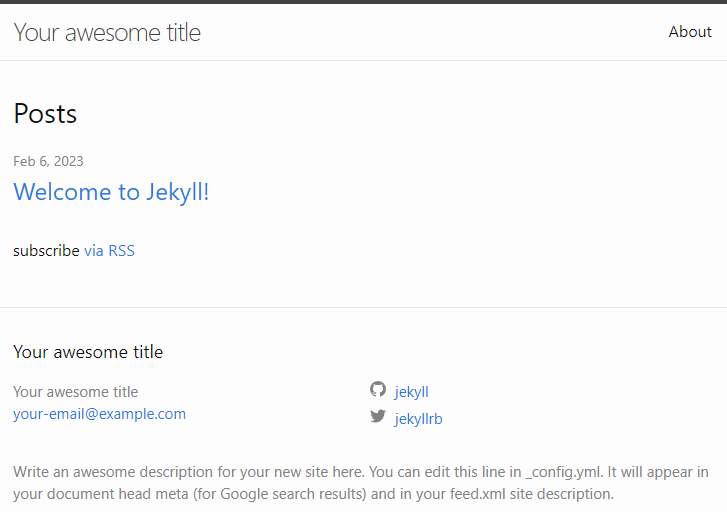 Your awesome title
About
Posts
Feb 6, 2023
Welcome to Jekyll!
subscribe via RSS
Your awesome title
Your awesome title
jekyll
your-email@example.com
jekyllrb
Write an awesome description for your new site here. You can edit this line in _config.yml. It will appear in
your document head meta (for Google search results) and in your feed.xml site description.